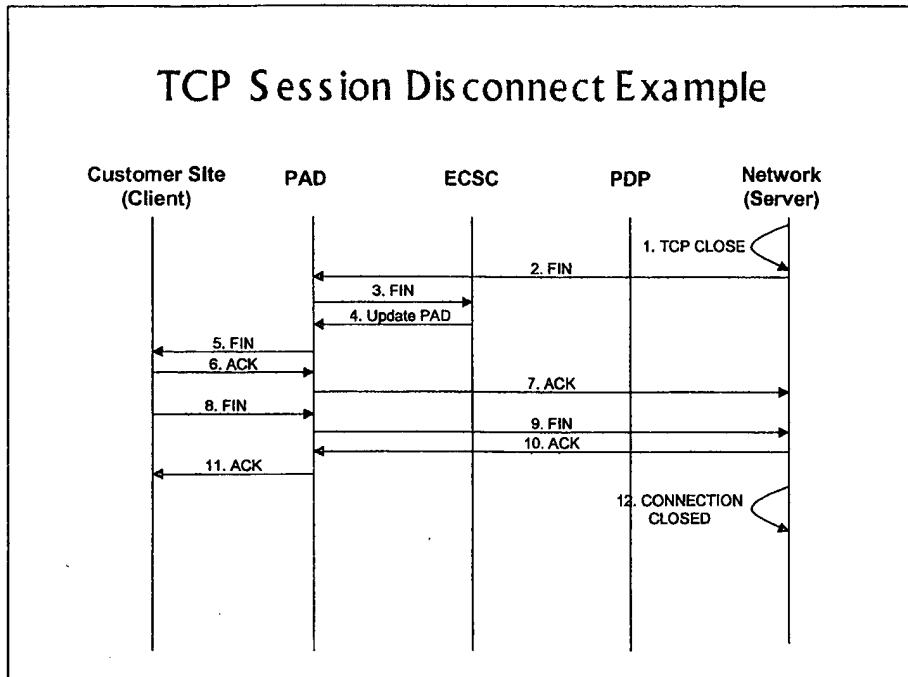 TCP Session Disconnect Example
Customer Site
(Client)
PAD
ECSC
PDP
Network
(Server)
1. TCP CLOSE
2. FIN
3. FIN
4. Update PAD
5. FIN
6. ACK
7. ACK
8. FIN
9. FIN
10. ACK
11. ACK
12. CONNECTION
CLOSED